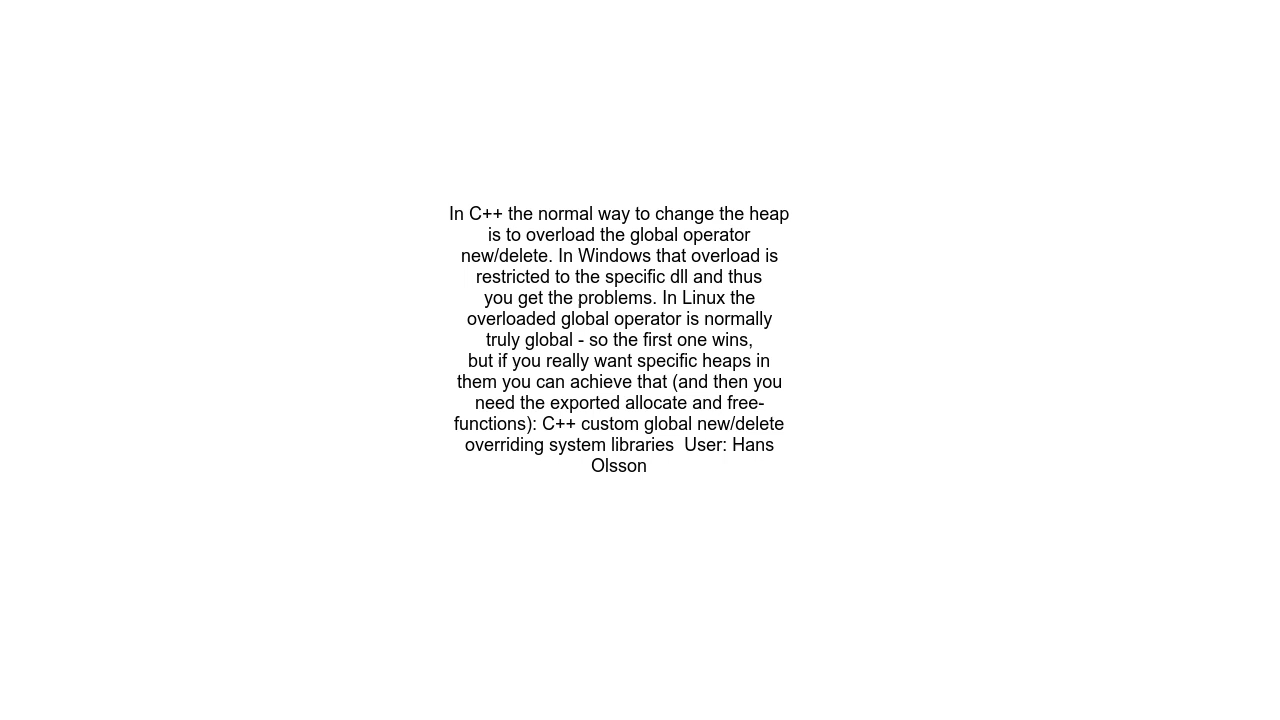 In C++ the normal way to change the heap
is to overload the global operator
new/delete. In Windows that overload is
restricted to the specific dll and thus
you get the problems. In Linux the
overloaded global operator is normally
truly global - so the first one wins,
but if you really want specific heaps in
them you can achieve that (and then you
need the exported allocate and free-
functions): C++ custom global new/delete
overriding system libraries  User: Hans
Olsson